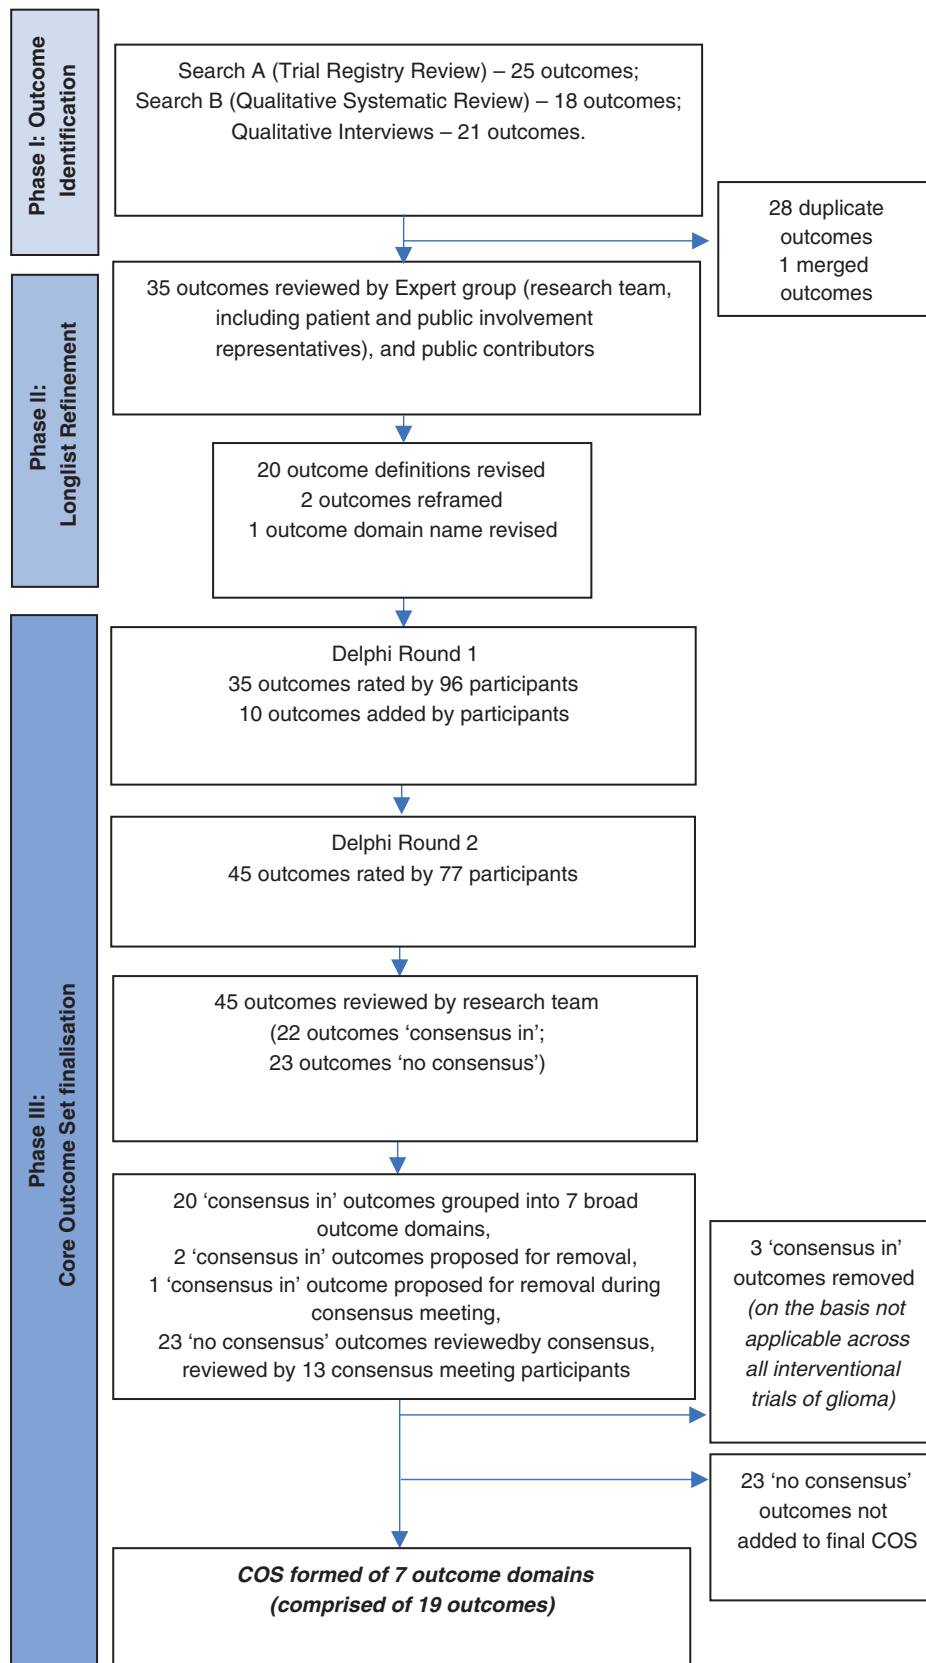 Phase I: Outcome
Identification
Search A (Trial Registry Review) – 25 outcomes;
Search B (Qualitative Systematic Review) – 18 outcomes;
Qualitative Interviews – 21 outcomes.
28 duplicate
outcomes
1 merged
outcomes
Phase II:
Longlist Refinement
35 outcomes reviewed by Expert group (research team,
including patient and public involvement
representatives), and public contributors
20 outcome definitions revised
2 outcomes reframed
1 outcome domain name revised
Phase III:
Core Outcome Set finalisation
Delphi Round 1
35 outcomes rated by 96 participants
10 outcomes added by participants
Delphi Round 2
45 outcomes rated by 77 participants
45 outcomes reviewed by research team
(22 outcomes ‘consensus in’;
23 outcomes ‘no consensus’)
20 ‘consensus in’ outcomes grouped into 7 broad
outcome domains,
2 ‘consensus in’ outcomes proposed for removal,
1 ‘consensus in’ outcome proposed for removal during
consensus meeting,
23 ‘no consensus’ outcomes reviewedby consensus,
reviewed by 13 consensus meeting participants
3 ‘consensus in’
outcomes removed
(on the basis not
applicable across
all interventional
trials of glioma)
23 ‘no consensus’
outcomes not
added to final COS
COS formed of 7 outcome domains
(comprised of 19 outcomes)